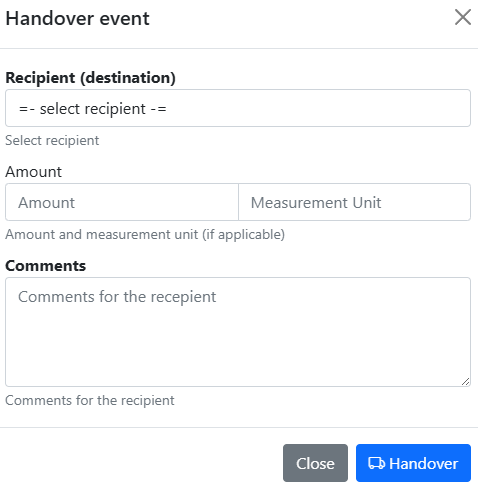 Handover event
Recipient (destination)
=- select recipient -=
Select recipient
Amount
Amount Measurement Unit
Amount and measurement unit (if applicable)
Comments
Comments for the recepient
Comments for the recipient
Close Handover